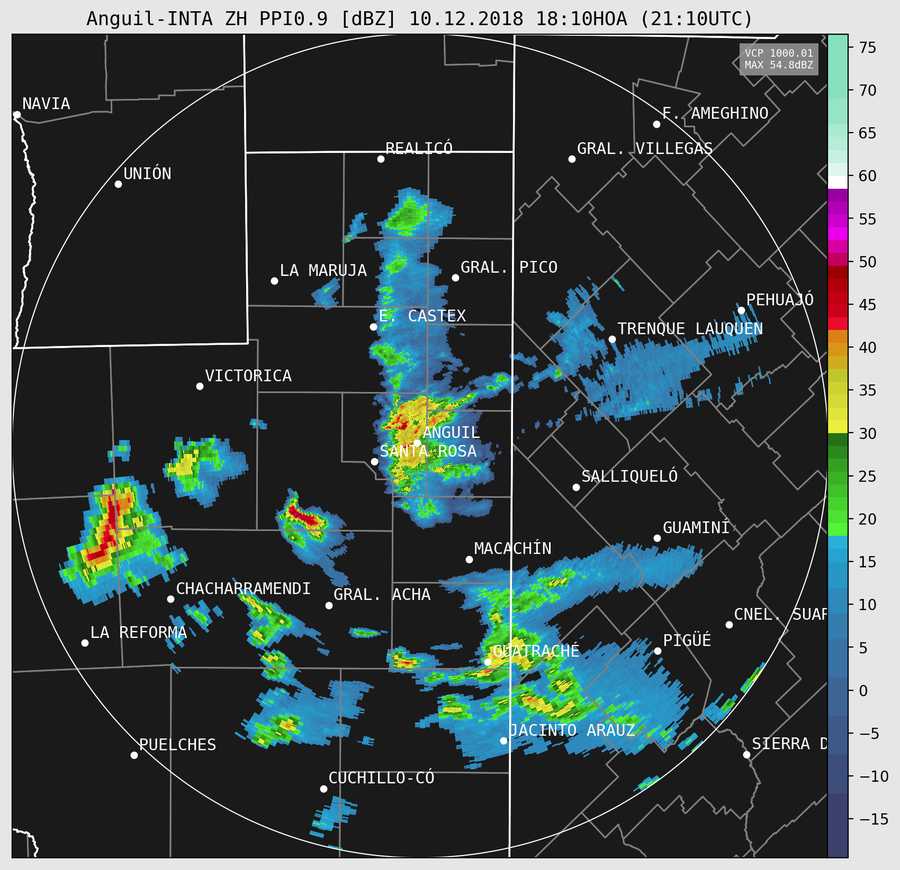 Anguil-INTA ZH PPI0.9 [dBZ] 10.12.2018 18:10HOA (21:10UTC)
VCP 1000.01
MAX 54.8dBZ
NAVIA
F. AMEGHINO
REALICÓ
GRAL. VILLEGAS
UNIÓN
LA MARUJA
GRAL. PICO
PEHUAJÓ
E. CASTEX
TRENQUE LAUQUEN
VICTORICA
ANGUIL
SANTA ROSA
SALLIQUELÓ
GUAMINÍ
MACACHÍN
CHACHARRAMENDI
GRAL. ACHA
CNEL. SUAR
LA REFORMA
GUATRACHÉ
PIGÜÉ
JACINTO ARAUZ
PUELCHES
SIERRA D
CUCHILLO-CÓ
75
70
65
60
55
50
45
40
35
30
25
20
15
10
5
0
−5
−10
−15